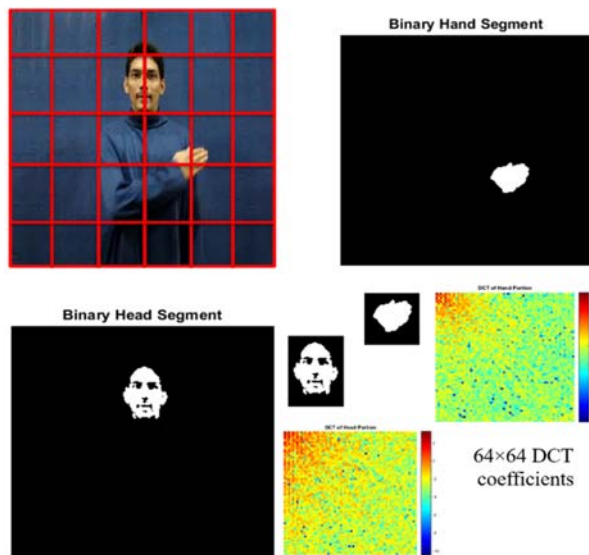 Binary Hand Segment
Binary Head Segment
DCT of Hand Portion
DCT of Head Portion
64×64 DCT
coefficients